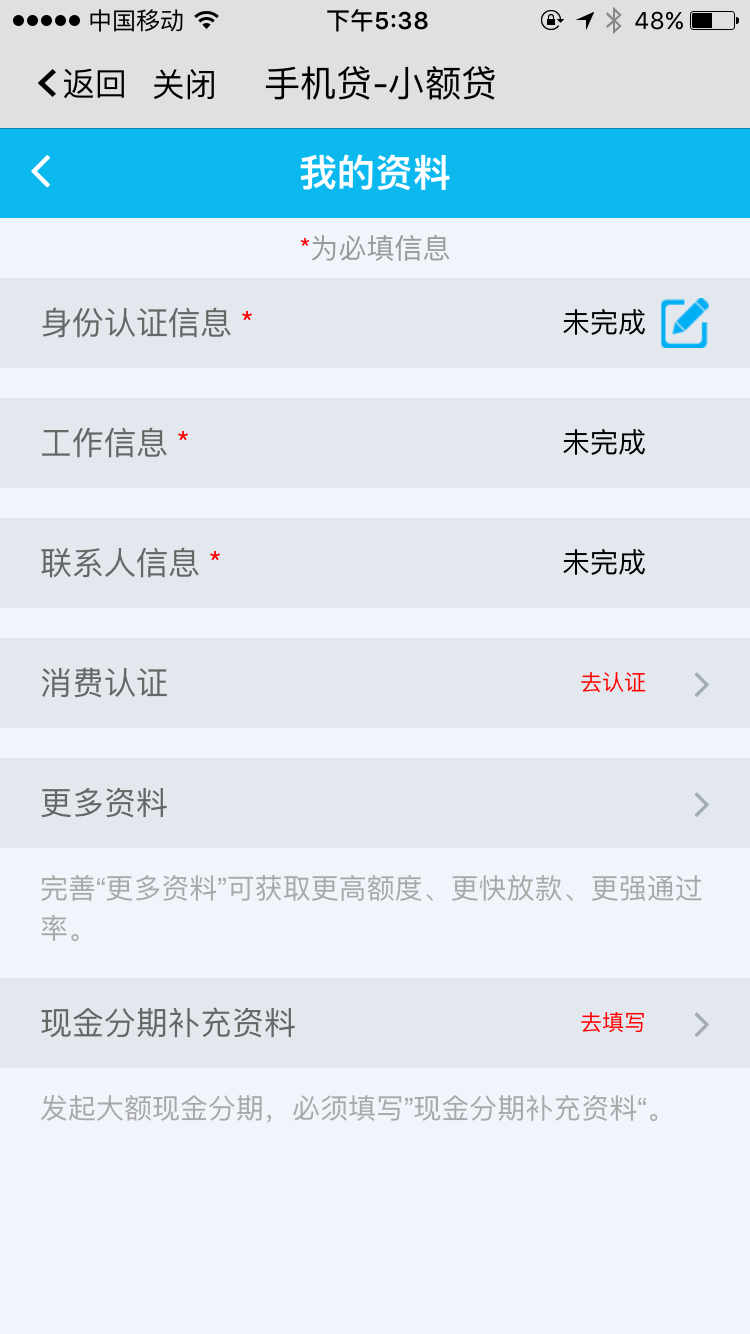 中国移动 下午5:38 48%
返回 关闭 手机贷-小额贷
我的资料
*为必填信息
身份认证信息 * 未完成
工作信息 * 未完成
联系人信息 * 未完成
消费认证 去认证
更多资料
完善“更多资料”可获取更高额度、更快放款、更强通过
率。
现金分期补充资料 去填写
发起大额现金分期，必须填写”现金分期补充资料“。